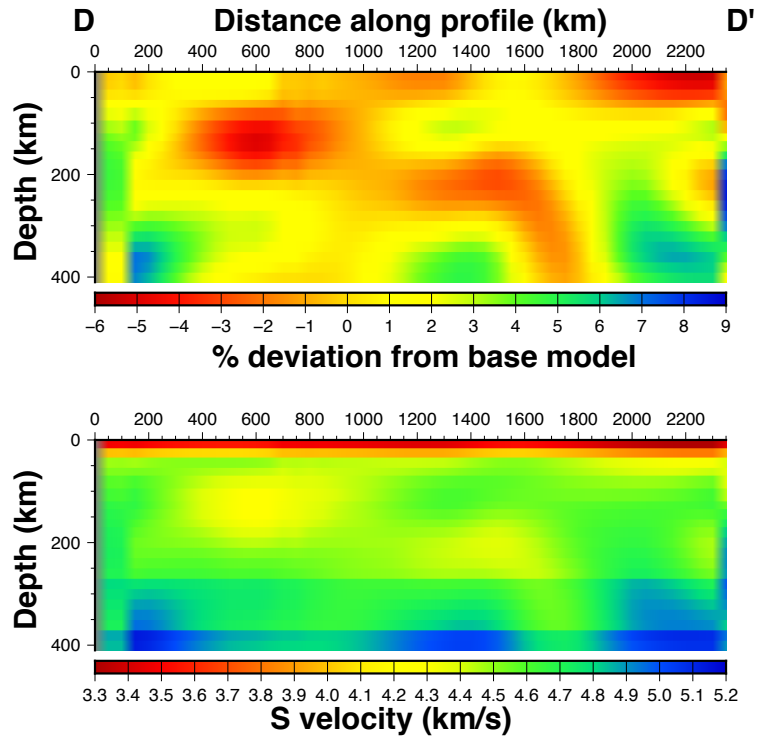 D Distance along profile (km) D'
0 200 400 600 800 1000 1200 1400 1600 1800 2000 2200
Depth (km)
0
200
400
−6 −5 −4 −3 −2 −1 0 1 2 3 4 5 6 7 8 9
% deviation from base model
0 200 400 600 800 1000 1200 1400 1600 1800 2000 2200
Depth (km)
0
200
400
3.3 3.4 3.5 3.6 3.7 3.8 3.9 4.0 4.1 4.2 4.3 4.4 4.5 4.6 4.7 4.8 4.9 5.0 5.1 5.2
S velocity (km/s)